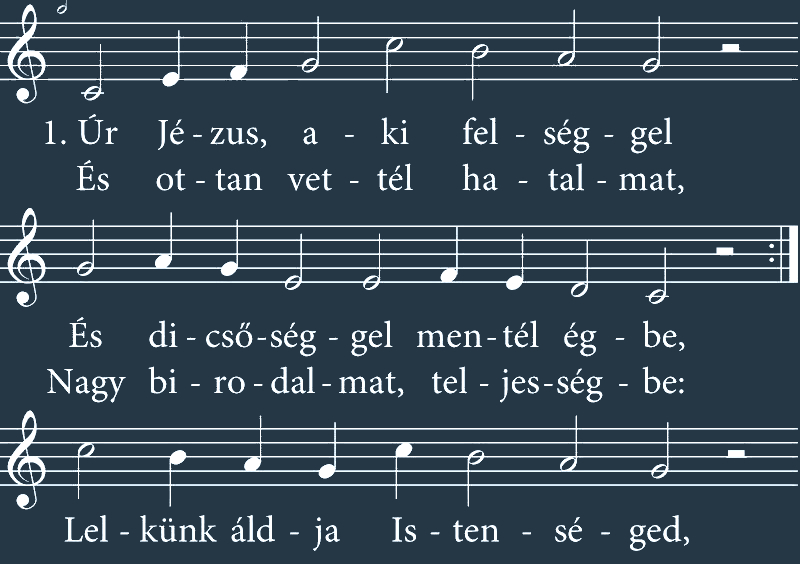 1. Úr Jé - zus, a - ki fel - ség - gel
És ot - tan vet - tél ha - tal - mat,
És di - cső - ség - gel men - tél ég - be,
Nagy bi - ro - dal - mat, tel - jes - ség - be:
Lel - künk áld - ja Is - ten - sé - ged,